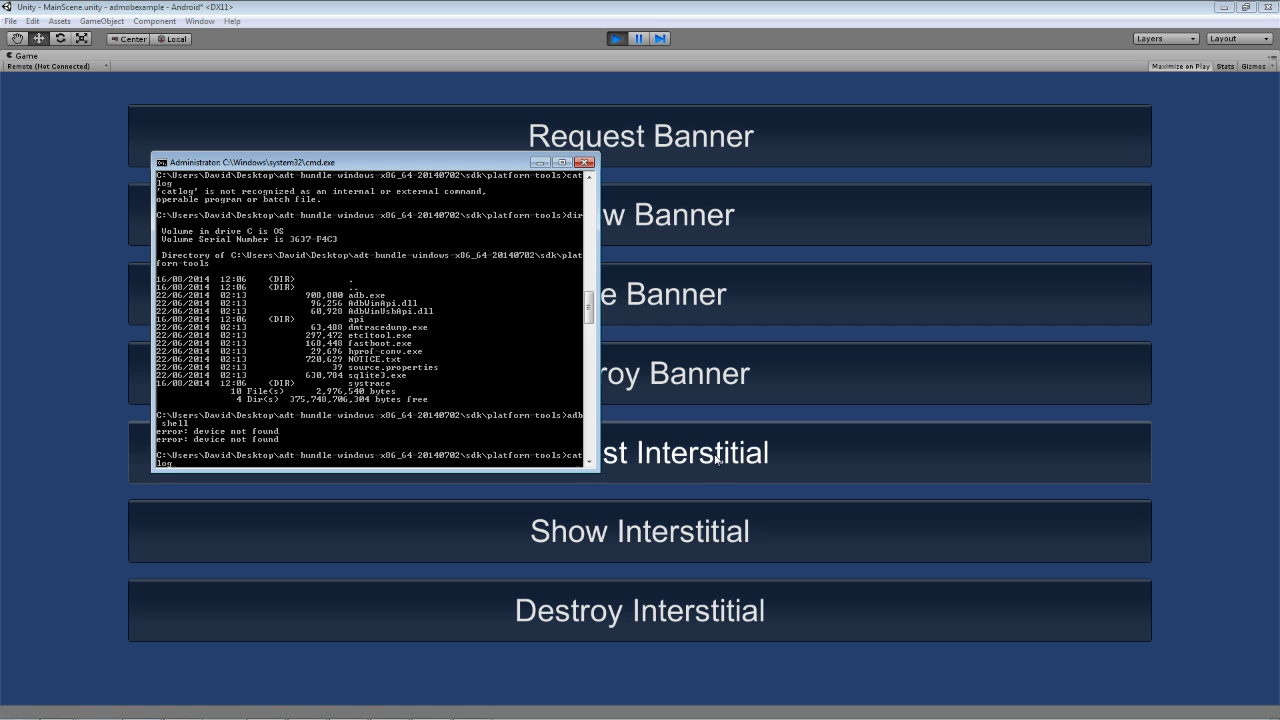 Unity - MainScene.unity - admobexample - Android* <DX11>
File Edit Assets GameObject Component Window Help
Center Local Layers Layout
Game
Remote (Not Connected) Maximize on Play Stats Gizmos
Request Banner
w Banner
e Banner
roy Banner
st Interstitial
Show Interstitial
Destroy Interstitial
Administrator: C:\Windows\system32\cmd.exe
C:\Users\David\Desktop\adt-bundle-windows-x86_64-20140702\sdk\platform-tools>cat
log
'catlog' is not recognized as an internal or external command,
operable program or batch file.
C:\Users\David\Desktop\adt-bundle-windows-x86_64-20140702\sdk\platform-tools>dir
Volume in drive C is OS
Volume Serial Number is 3637-F4C3
Directory of C:\Users\David\Desktop\adt-bundle-windows-x86_64-20140702\sdk\plat
form-tools
16/08/2014 12:06 <DIR> .
16/08/2014 12:06 <DIR> ..
22/06/2014 02:13 908,800 adb.exe
22/06/2014 02:13 96,256 AdbWinApi.dll
22/06/2014 02:13 60,928 AdbWinUsbApi.dll
16/08/2014 12:06 <DIR> api
22/06/2014 02:13 63,488 dmtracedump.exe
22/06/2014 02:13 297,472 etc1tool.exe
22/06/2014 02:13 168,448 fastboot.exe
22/06/2014 02:13 29,696 hprof-conv.exe
22/06/2014 02:13 720,629 NOTICE.txt
22/06/2014 02:13 39 source.properties
22/06/2014 02:13 630,784 sqlite3.exe
16/08/2014 12:06 <DIR> systrace
10 File(s) 2,976,540 bytes
4 Dir(s) 375,748,706,304 bytes free
C:\Users\David\Desktop\adt-bundle-windows-x86_64-20140702\sdk\platform-tools>adb
shell
error: device not found
error: device not found
C:\Users\David\Desktop\adt-bundle-windows-x86_64-20140702\sdk\platform-tools>cat
log